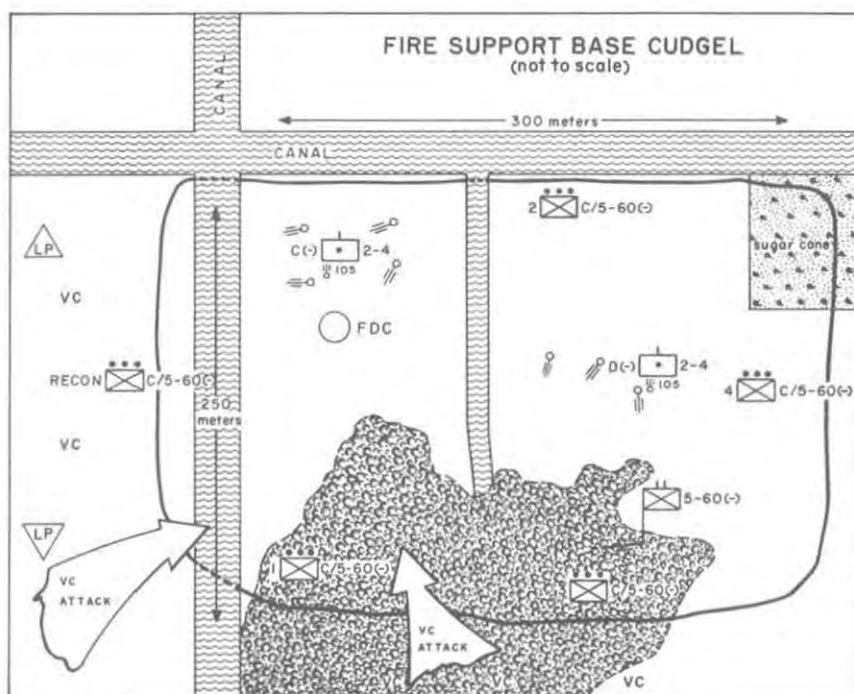 FIRE SUPPORT BASE CUDGEL
(not to scale)
CANAL
300 meters
CANAL
2 C/5-60(-)
sugar cone
LP
C(-) 2-4
105
VC
FDC
RECON C/5-60(-)
D(-) 2-4
105
4 C/5-60(-)
250
meters
VC
5-60(-)
LP
1 C/5-60(-)
C/5-60(-)
VC
ATTACK
VC
ATTACK
VC